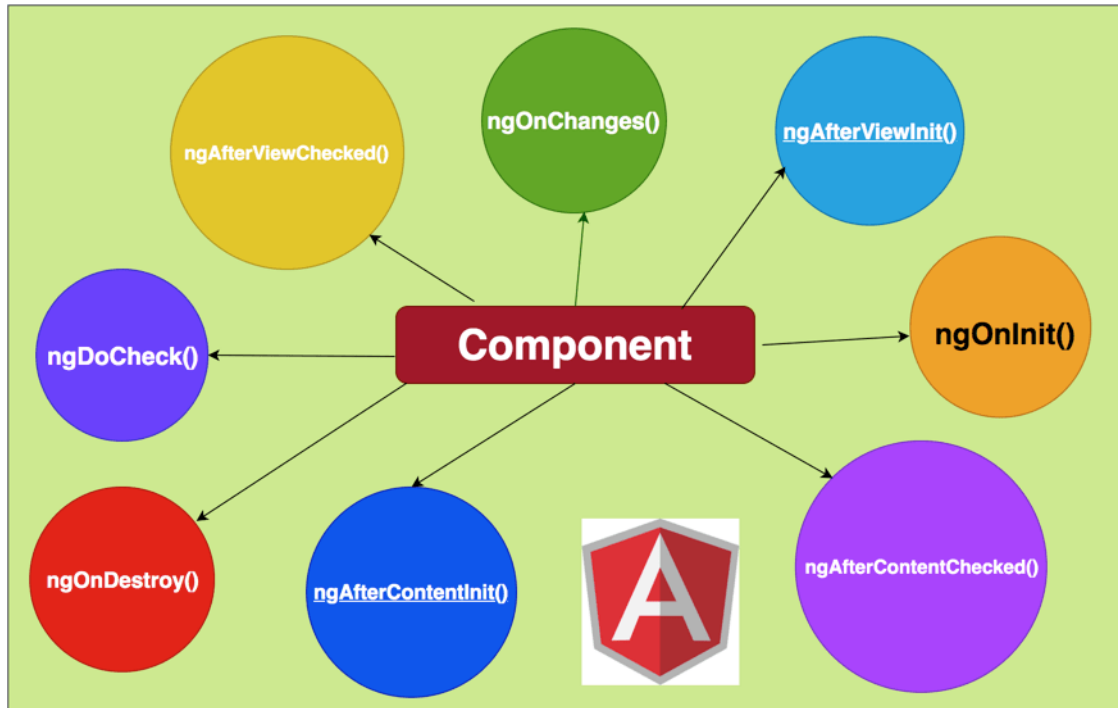 ngOnChanges()
ngAfterViewInit()
ngAfterViewChecked()
ngOnInit()
Component
ngDoCheck()
ngAfterContentChecked()
ngOnDestroy()
ngAfterContentInit()
A